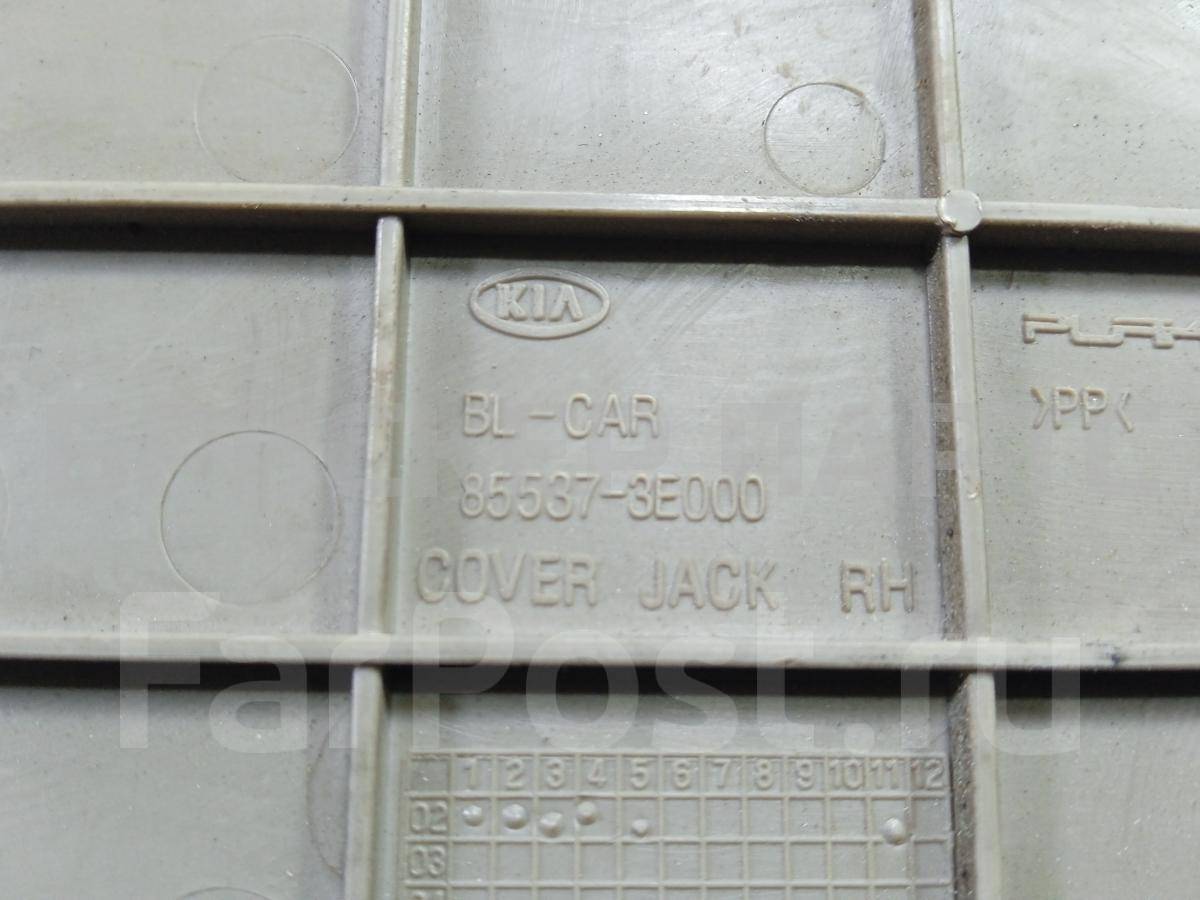 KIA
BL-CAR
85537-3E000
COVER JACK RH
>PP<
FarPost.ru
1 2 3 4 5 6 7 8 9 10 11 12
02
03